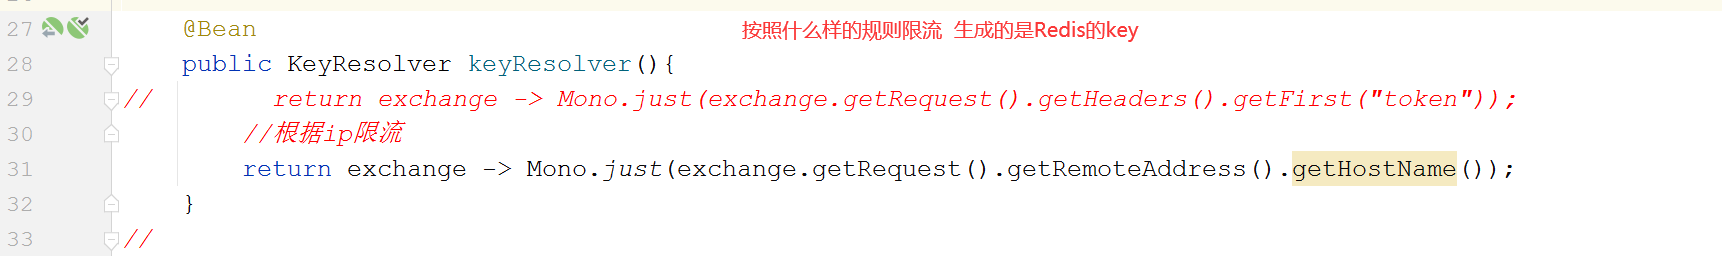 27 @Bean 按照什么样的规则限流 生成的是Redis的key
28 public KeyResolver keyResolver(){
29 // return exchange -> Mono.just(exchange.getRequest().getHeaders().getFirst("token"));
30 //根据ip限流
31 return exchange -> Mono.just(exchange.getRequest().getRemoteAddress().getHostName());
32 }
33 //